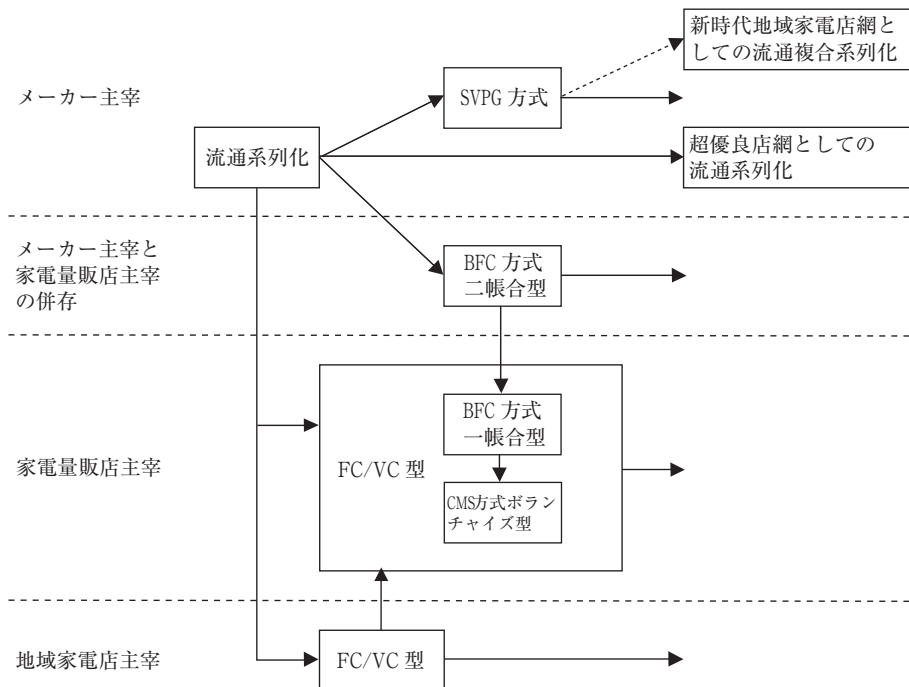 新時代地域家電店網と
しての流通複合系列化
メーカー主宰
SVPG 方式
流通系列化
超優良店網としての
流通系列化
メーカー主宰と
家電量販店主宰
の併存
BFC 方式
二帳合型
家電量販店主宰
FC/VC 型
BFC 方式
一帳合型
CMS方式ボラン
チャイズ型
地域家電店主宰
FC/VC 型